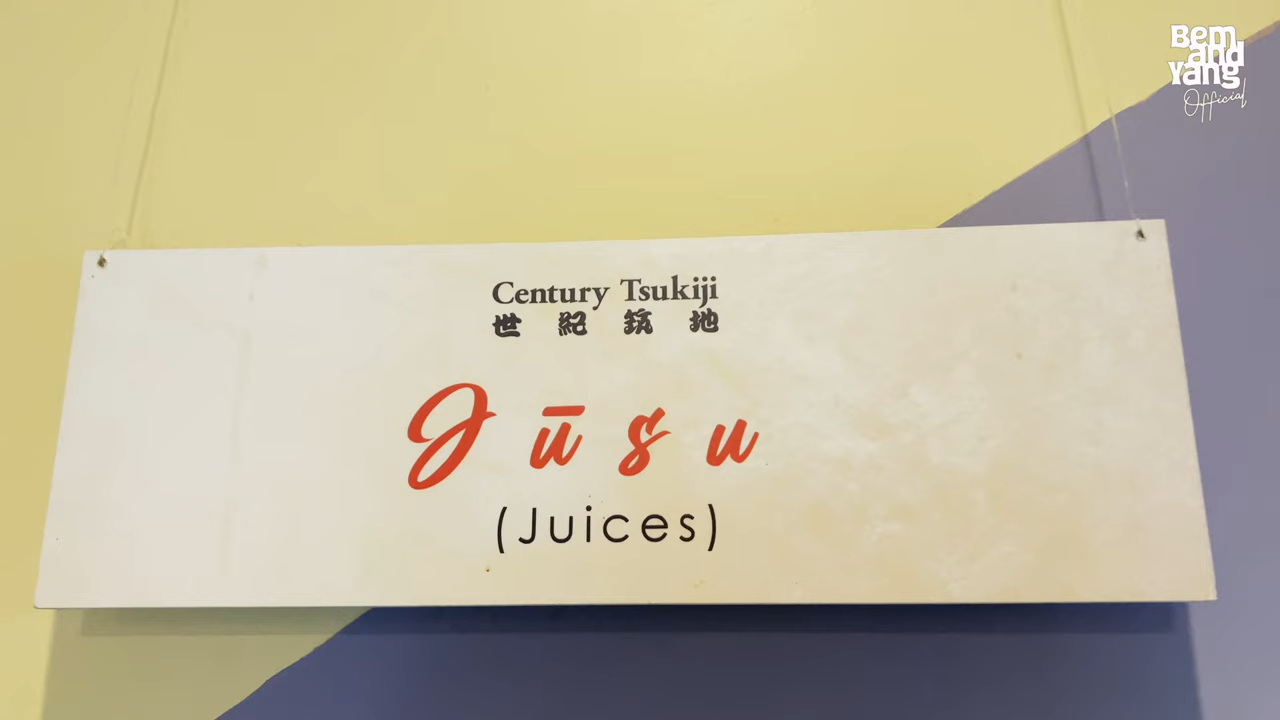 Bem
and
Yang
Official
Century Tsukiji
世紀築地
Jūsu
(Juices)